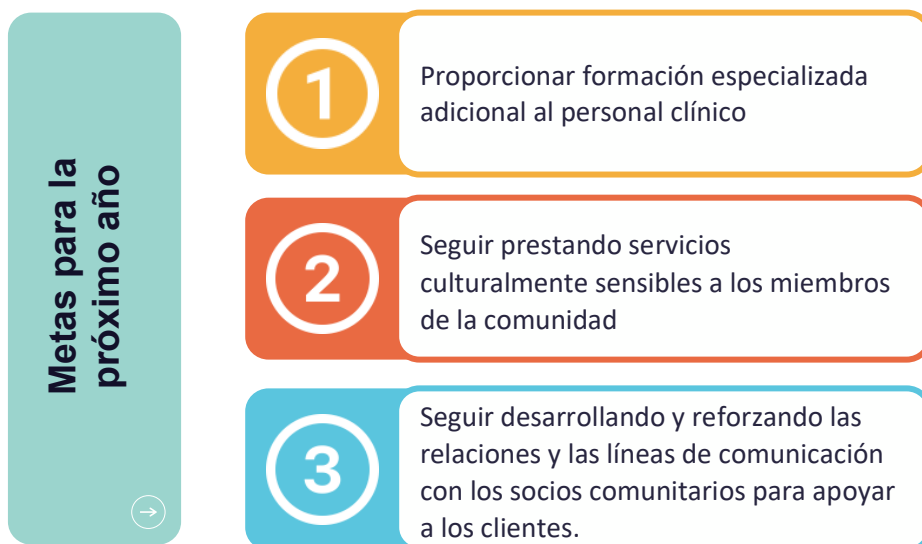 Metas para la
próximo año
1
Proporcionar formación especializada
adicional al personal clínico
2
Seguir prestando servicios
culturalmente sensibles a los miembros
de la comunidad
3
Seguir desarrollando y reforzando las
relaciones y las líneas de comunicación
con los socios comunitarios para apoyar
a los clientes.